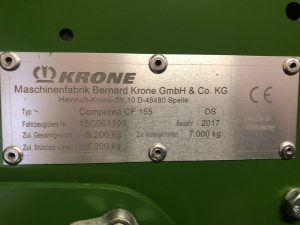 KRONE
Maschinenfabrik Bernard Krone GmbH & Co. KG
Heinrich-Krone-Str.10 D-48480 Spelle
Typ Comprima CF 155 DS
CE
Baujahr 2017
Zul. Gesamtgewicht 8.200 kg Zul. Achslast 7.000 kg
Zul. Stützlast 1.200 kg